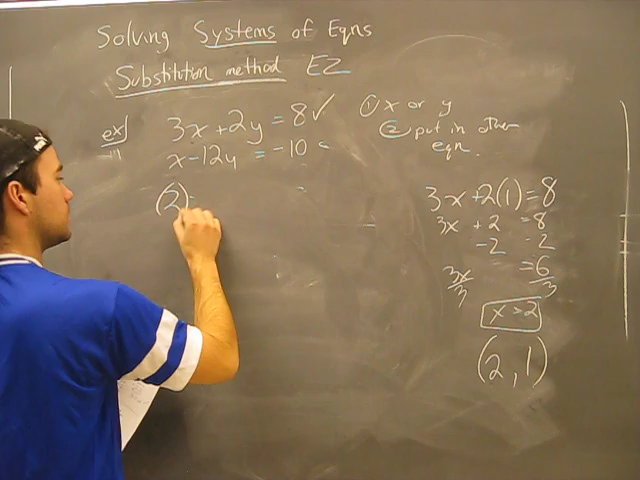 Solving Systems of Eqns
Substitution method EZ
ex)
3x + 2y = 8 ✓
x - 12y = -10
(2) -
① x or y
② put in other
eqn.
3x + 2(1) = 8
3x + 2 = 8
-2 -2
3x/3 = 6/3
x = 2
(2, 1)